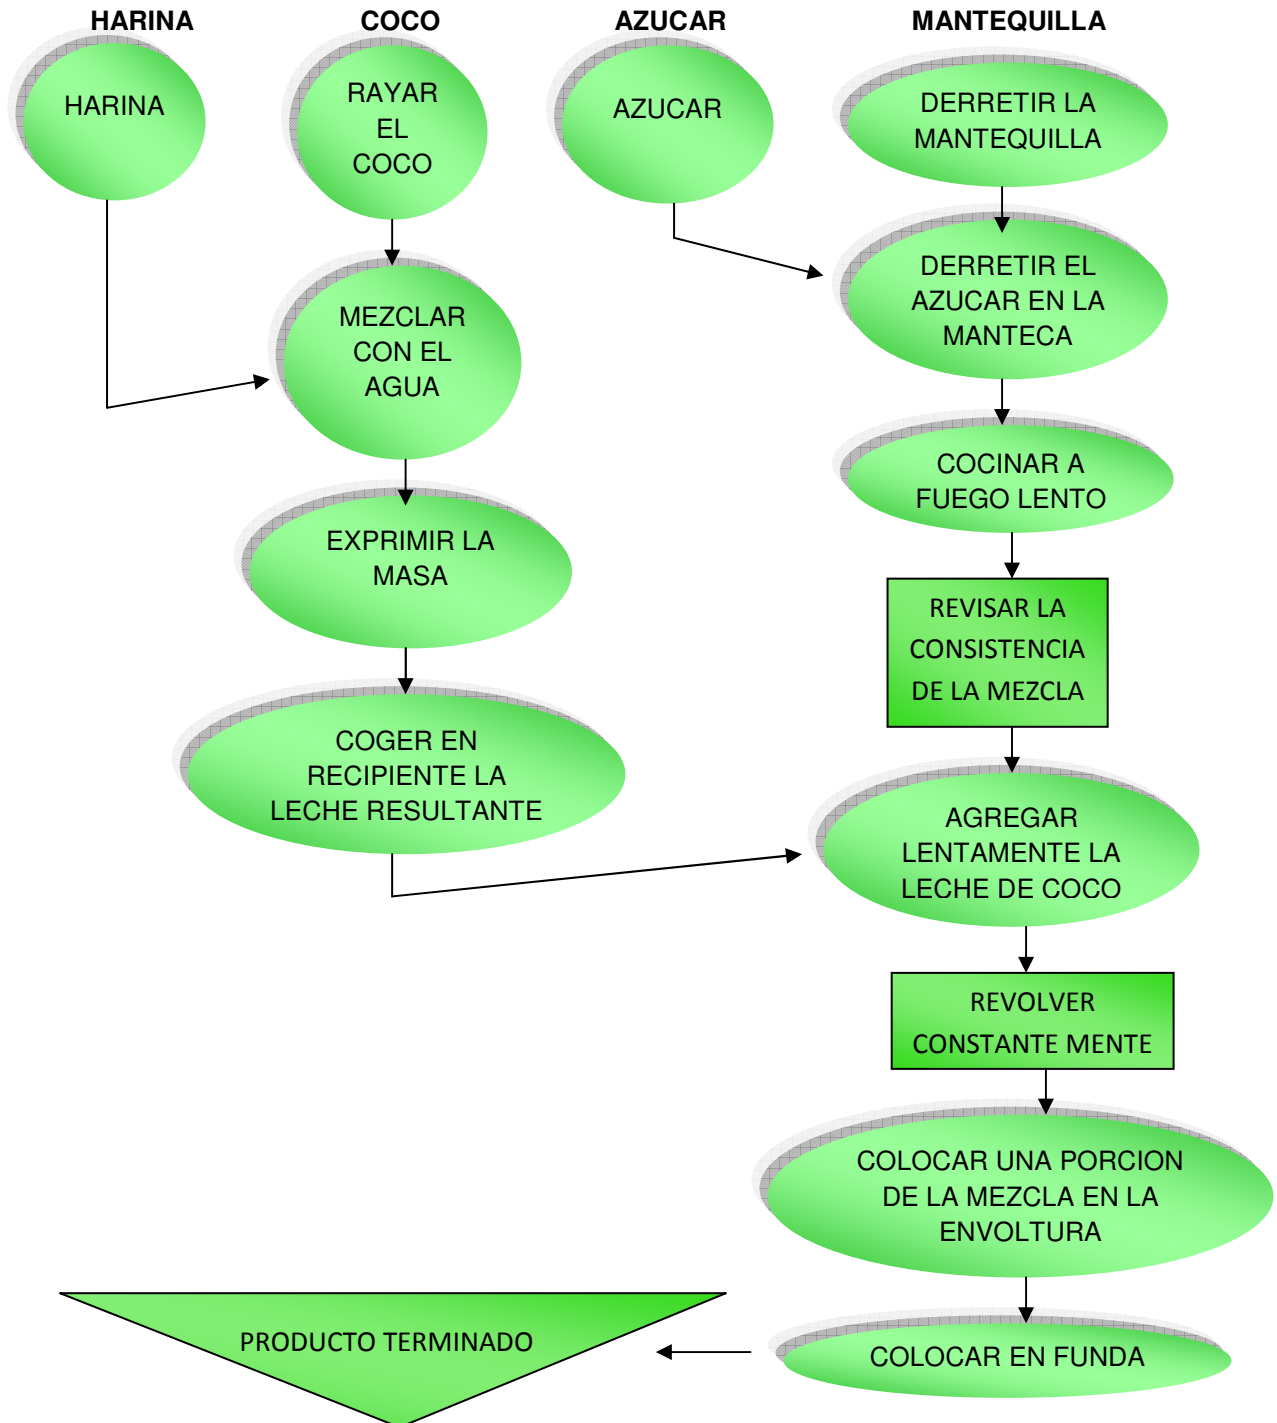 HARINA
COCO
AZUCAR
MANTEQUILLA
HARINA
RAYAR
EL
COCO
AZUCAR
DERRETIR LA
MANTEQUILLA
MEZCLAR
CON EL
AGUA
DERRETIR EL
AZUCAR EN LA
MANTECA
COCINAR A
FUEGO LENTO
EXPRIMIR LA
MASA
REVISAR LA
CONSISTENCIA
DE LA MEZCLA
COGER EN
RECIPIENTE LA
LECHE RESULTANTE
AGREGAR
LENTAMENTE LA
LECHE DE COCO
REVOLVER
CONSTANTE MENTE
COLOCAR UNA PORCION
DE LA MEZCLA EN LA
ENVOLTURA
PRODUCTO TERMINADO
COLOCAR EN FUNDA